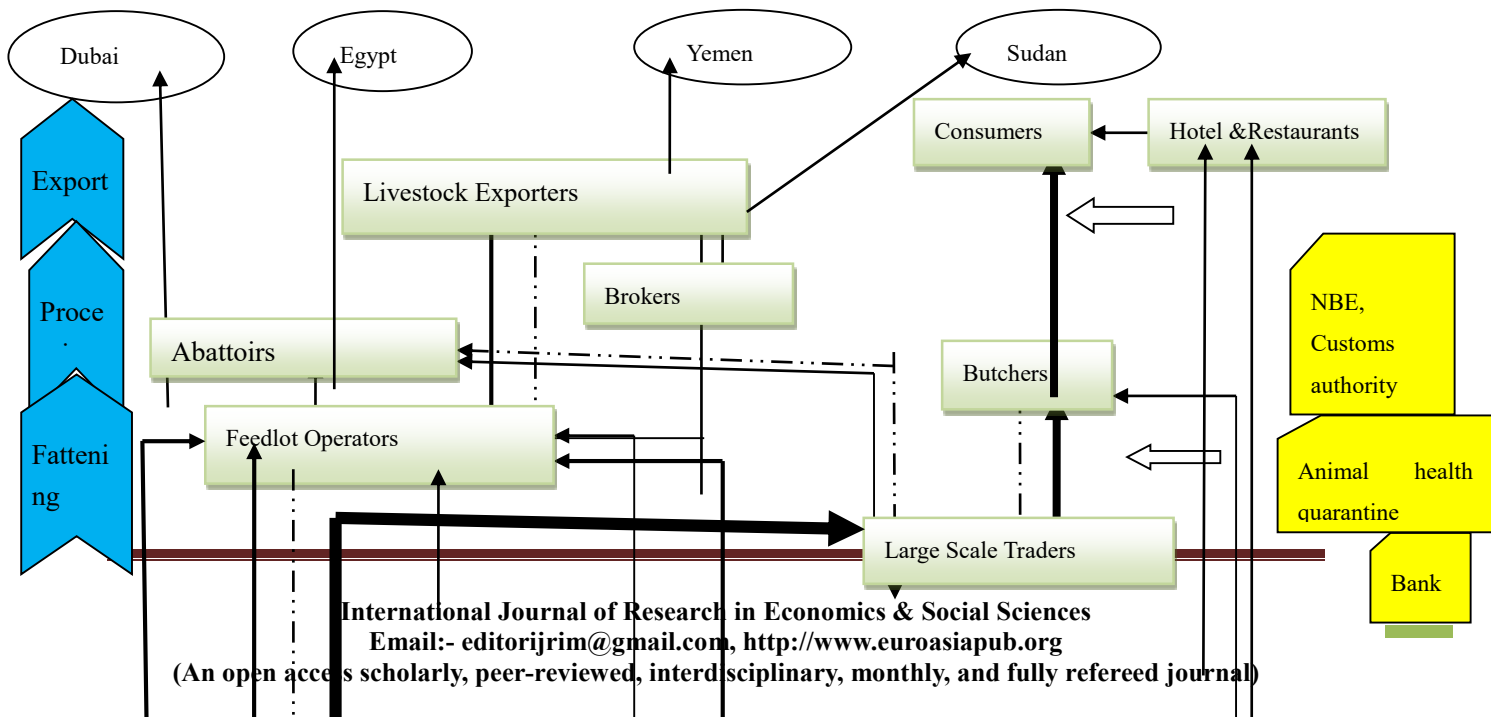 Dubai
Egypt
Yemen
Sudan
Consumers
Hotel &Restaurants
Export
Livestock Exporters
Brokers
NBE,
Customs
authority
Proce
Abattoirs
Butchers
Feedlot Operators
Fatteni
ng
Animal health
quarantine
Large Scale Traders
Bank
International Journal of Research in Economics & Social Sciences
Email:- editorijrim@gmail.com, http://www.euroasiapub.org
(An open access scholarly, peer-reviewed, interdisciplinary, monthly, and fully refereed journal)